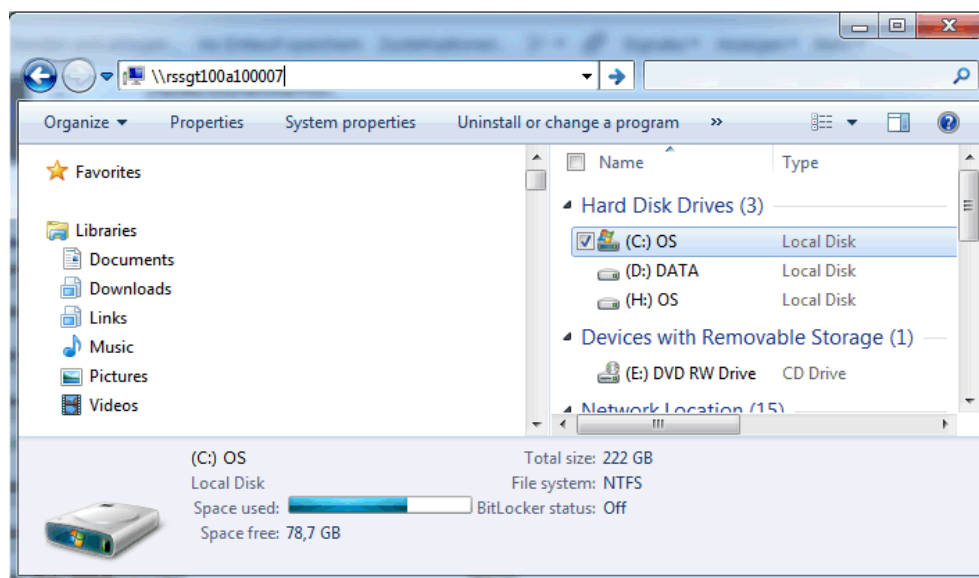 \\rssgt100a100007
Organize Properties System properties Uninstall or change a program »
Favorites
Libraries
Documents
Downloads
Links
Music
Pictures
Videos
Name Type
Hard Disk Drives (3)
(C:) OS Local Disk
(D:) DATA Local Disk
(H:) OS Local Disk
Devices with Removable Storage (1)
(E:) DVD RW Drive CD Drive
Network Location (15)
(C:) OS
Local Disk
Space used:
Space free: 78,7 GB
Total size: 222 GB
File system: NTFS
BitLocker status: Off